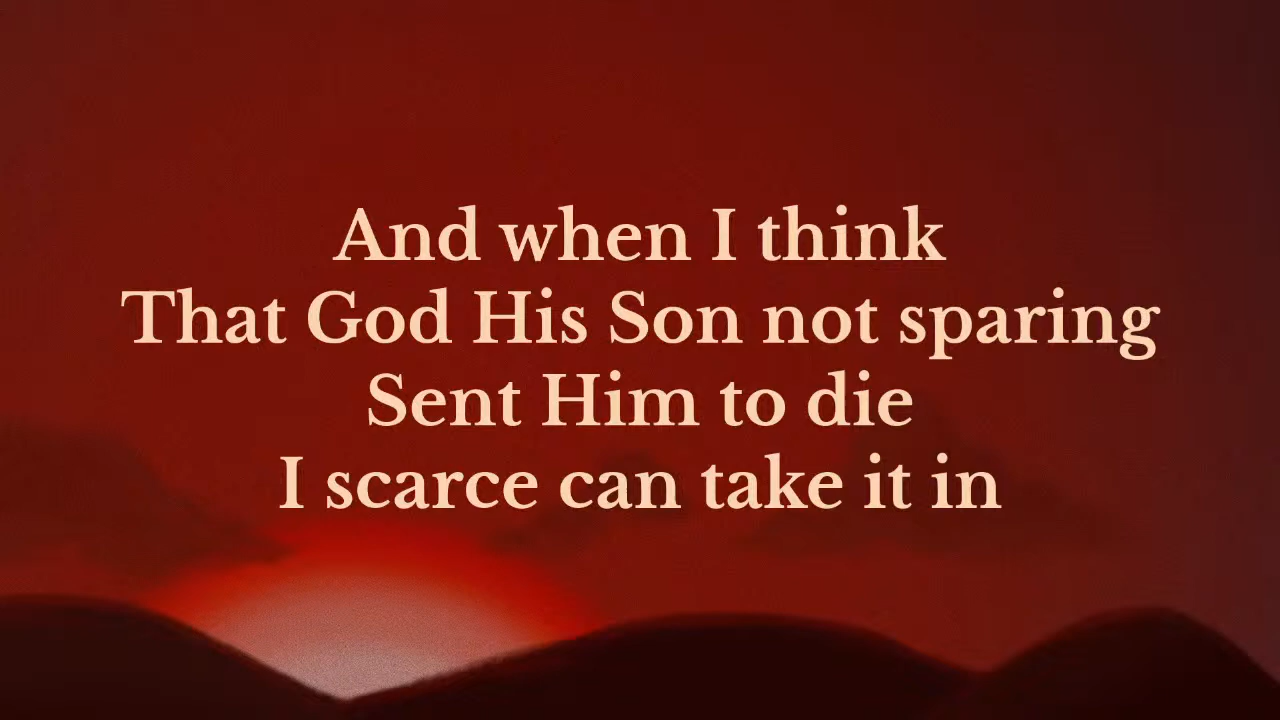 And when I think
That God His Son not sparing
Sent Him to die
I scarce can take it in